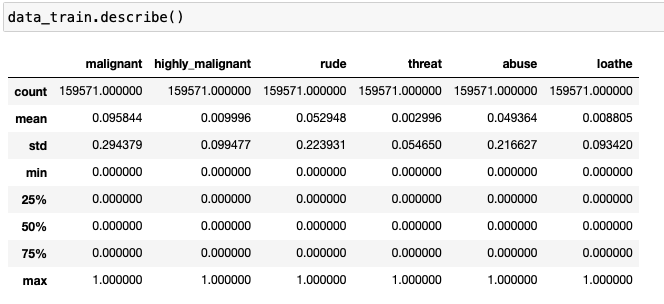 data_train.describe()
malignant highly_malignant rude threat abuse loathe
count 159571.000000 159571.000000 159571.000000 159571.000000 159571.000000 159571.000000
mean 0.095844 0.009996 0.052948 0.002996 0.049364 0.008805
std 0.294379 0.099477 0.223931 0.054650 0.216627 0.093420
min 0.000000 0.000000 0.000000 0.000000 0.000000 0.000000
25% 0.000000 0.000000 0.000000 0.000000 0.000000 0.000000
50% 0.000000 0.000000 0.000000 0.000000 0.000000 0.000000
75% 0.000000 0.000000 0.000000 0.000000 0.000000 0.000000
max 1.000000 1.000000 1.000000 1.000000 1.000000 1.000000